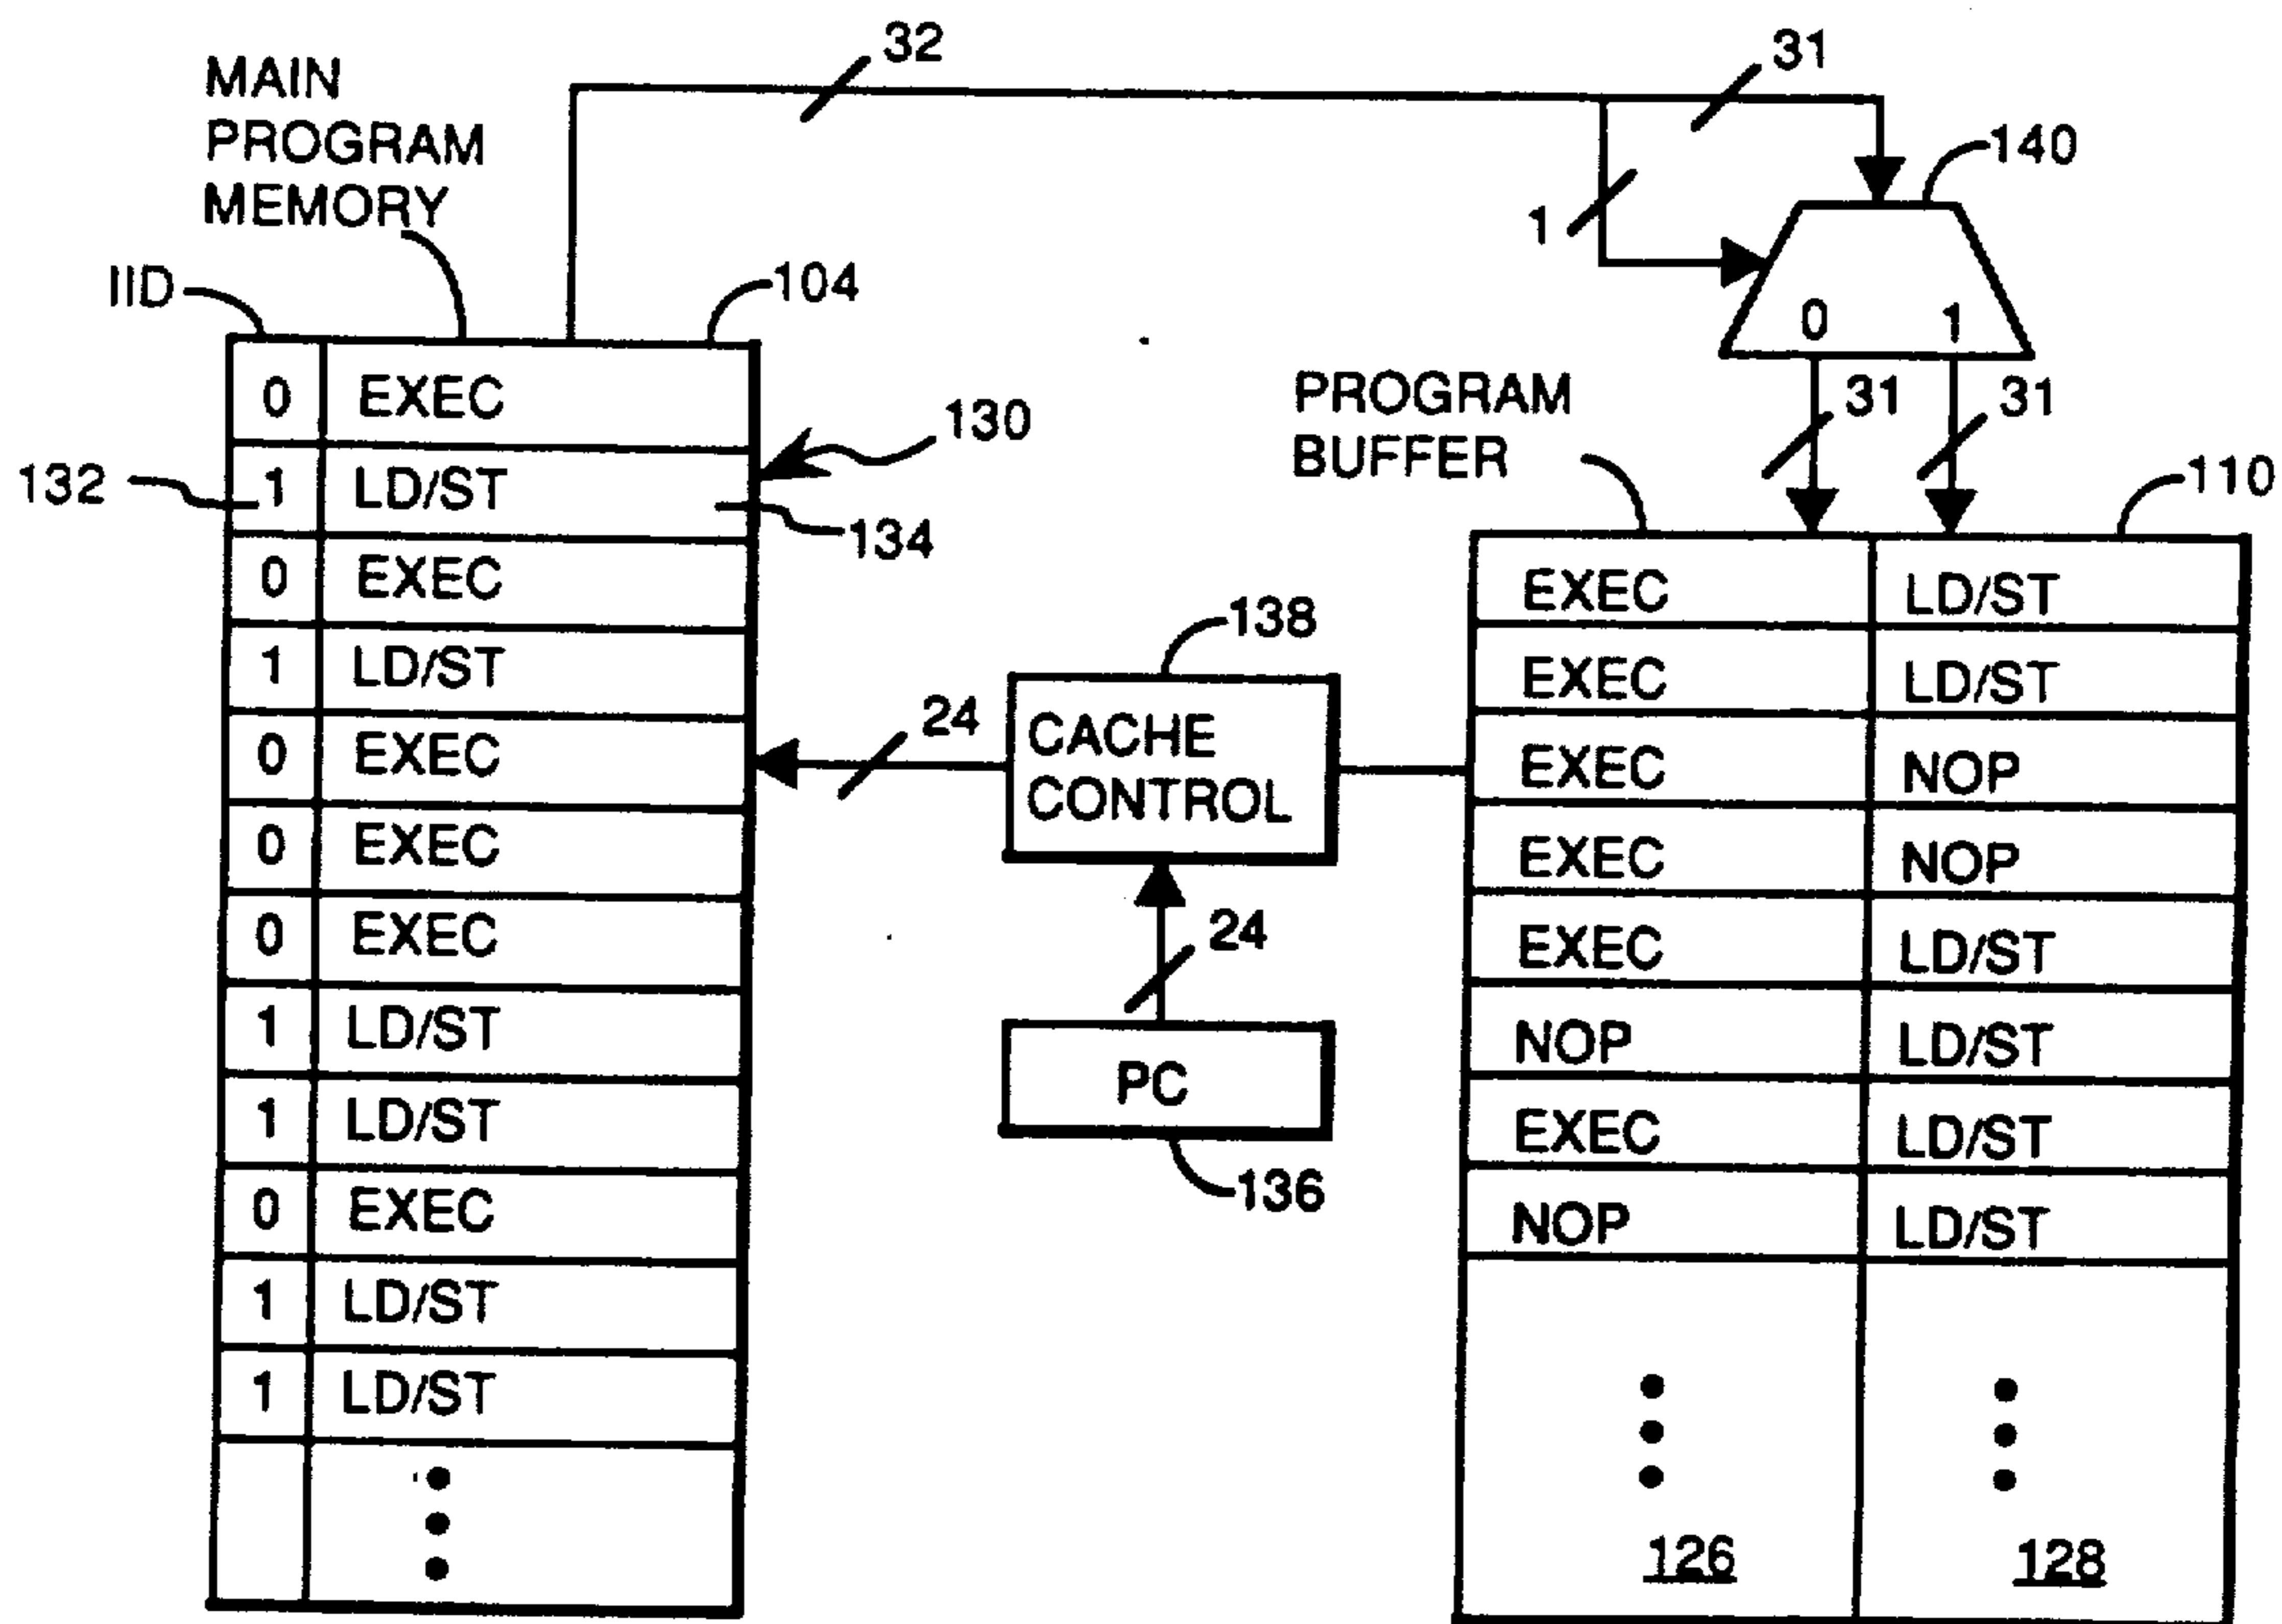 32
31
MAIN
PROGRAM
MEMORY
140
1
IID
104
0 1
0 EXEC
PROGRAM
BUFFER
31
31
130
132
1 LD/ST
134
110
0 EXEC
EXEC LD/ST
138
1 LD/ST
EXEC LD/ST
24
CACHE
CONTROL
0 EXEC
EXEC NOP
0 EXEC
EXEC NOP
24
0 EXEC
EXEC LD/ST
1 LD/ST
NOP LD/ST
PC
1 LD/ST
EXEC LD/ST
136
0 EXEC
NOP LD/ST
1 LD/ST
1 LD/ST
126
128